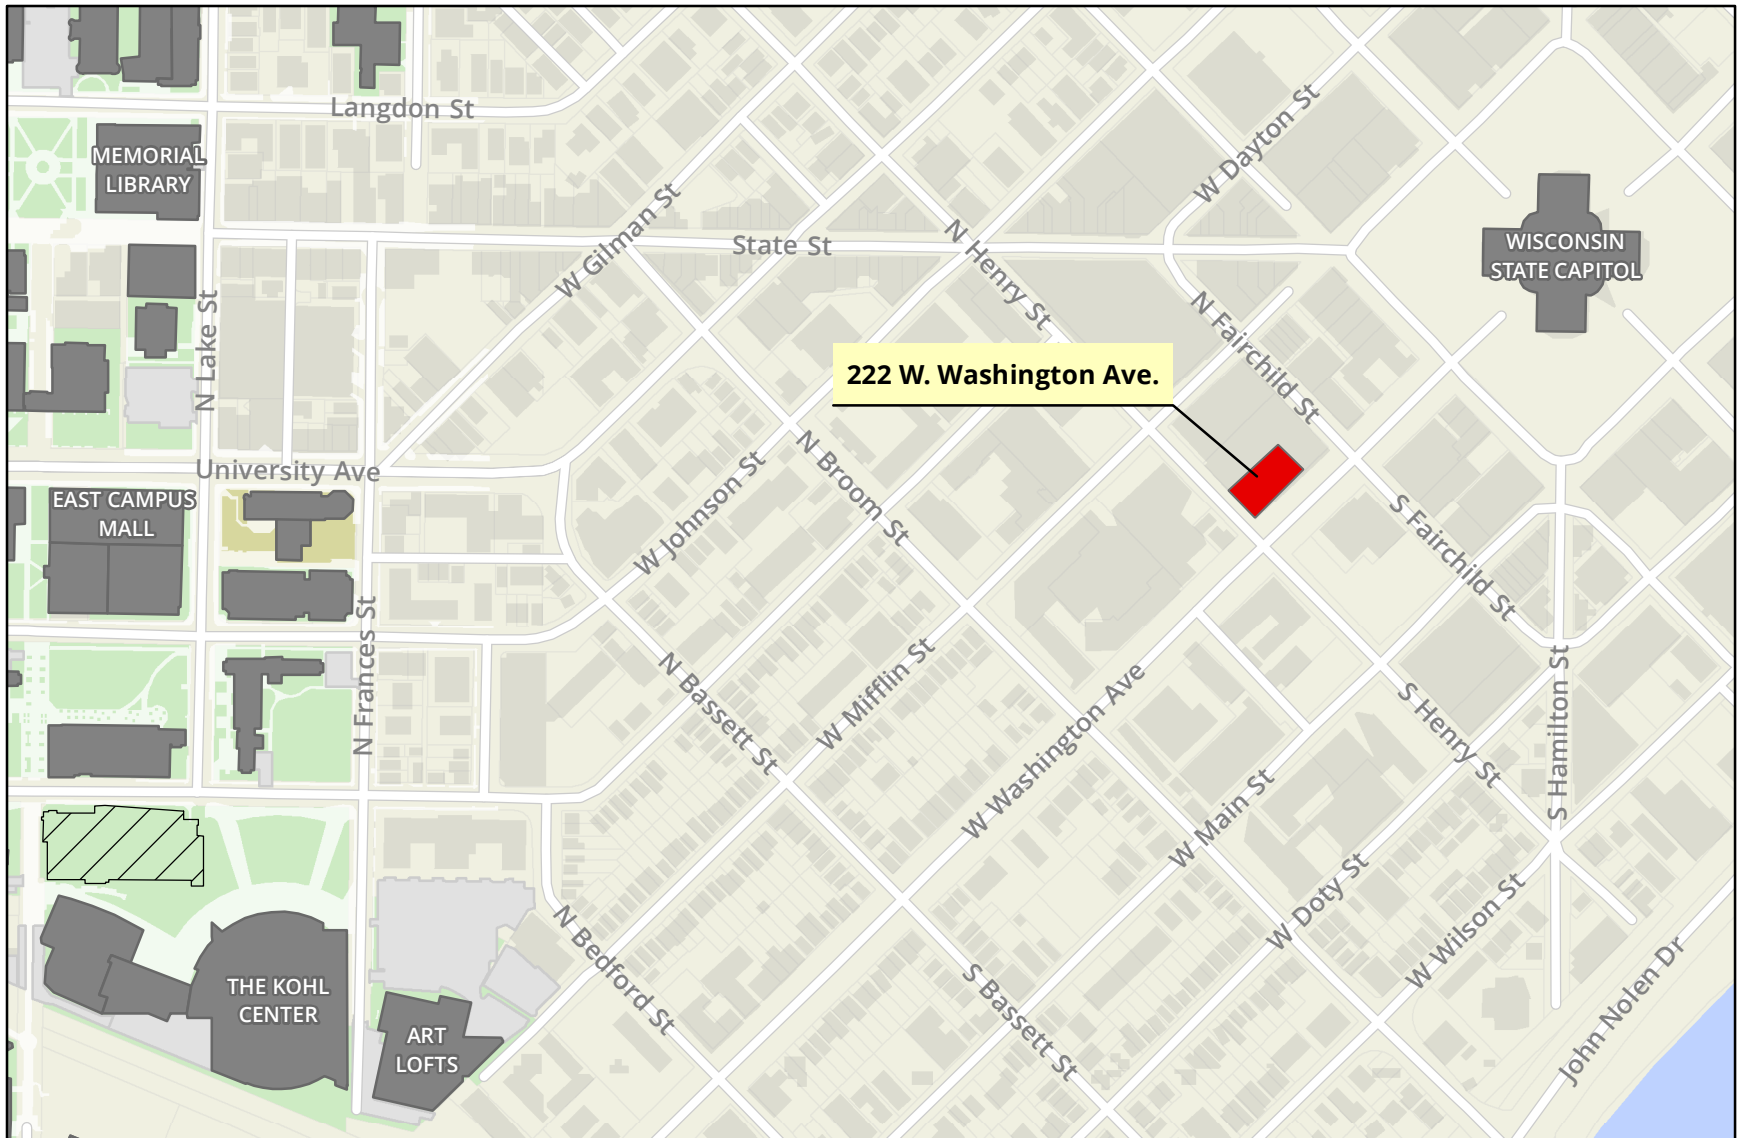 Langdon St
MEMORIAL
LIBRARY
W Dayton St
W Gilman St
State St
N Henry St
WISCONSIN
STATE CAPITOL
N Lake St
N Fairchild St
222 W. Washington Ave.
University Ave
EAST CAMPUS
MALL
W Johnson St
N Broom St
S Fairchild St
N Frances St
N Bassett St
W Mifflin St
W Washington Ave
S Henry St
S Hamilton St
W Main St
W Doty St
W Wilson St
N Bedford St
S Bassett St
John Nolen Dr
THE KOHL
CENTER
ART
LOFTS